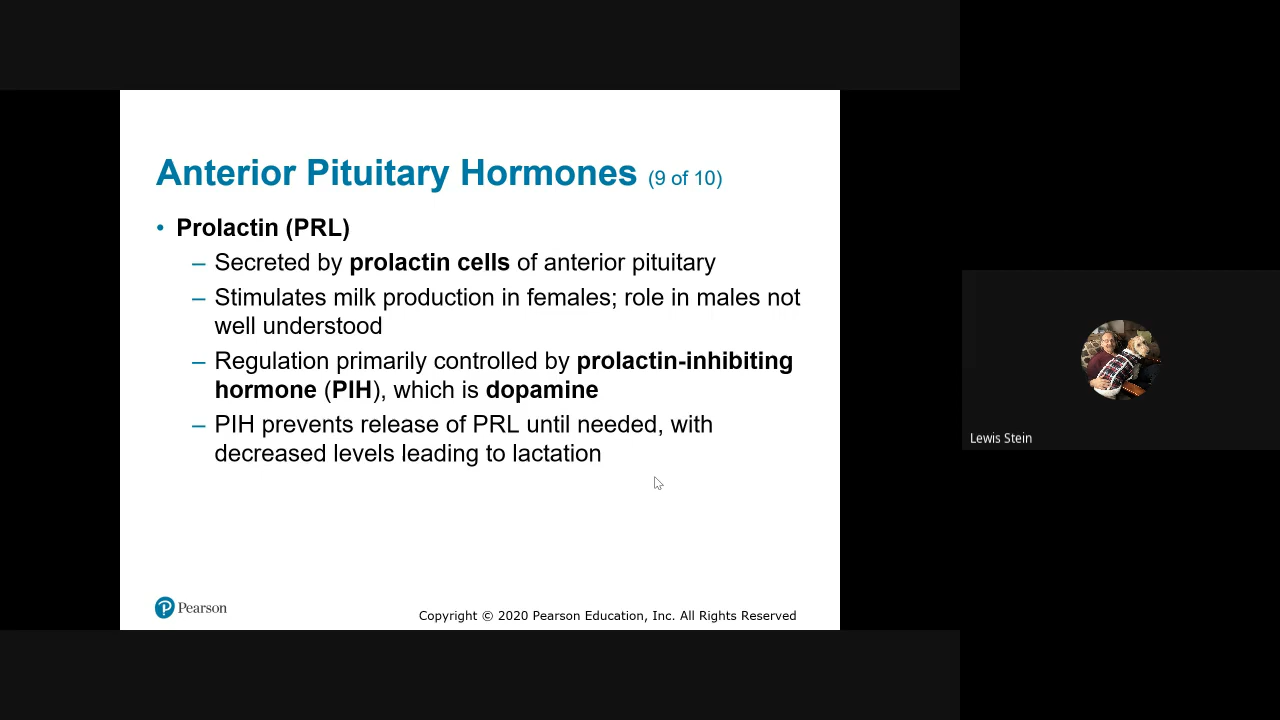 Anterior Pituitary Hormones (9 of 10)
• Prolactin (PRL)
– Secreted by prolactin cells of anterior pituitary
– Stimulates milk production in females; role in males not
well understood
– Regulation primarily controlled by prolactin-inhibiting
hormone (PIH), which is dopamine
– PIH prevents release of PRL until needed, with
decreased levels leading to lactation
Pearson
Copyright © 2020 Pearson Education, Inc. All Rights Reserved
Lewis Stein